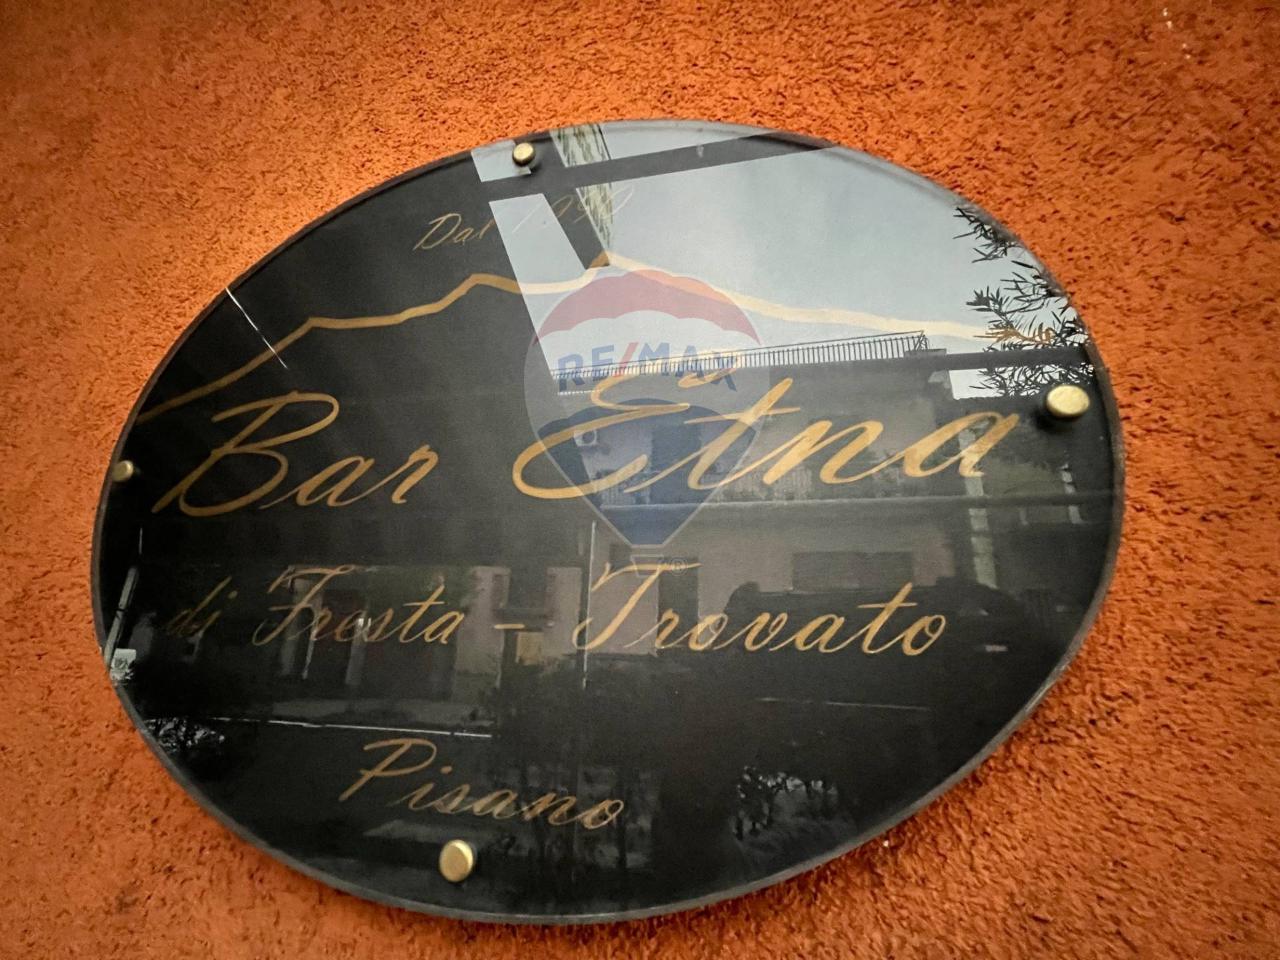 Dal
RE/MAX
Bar Etna
di Fresta - Trovato
Pisano